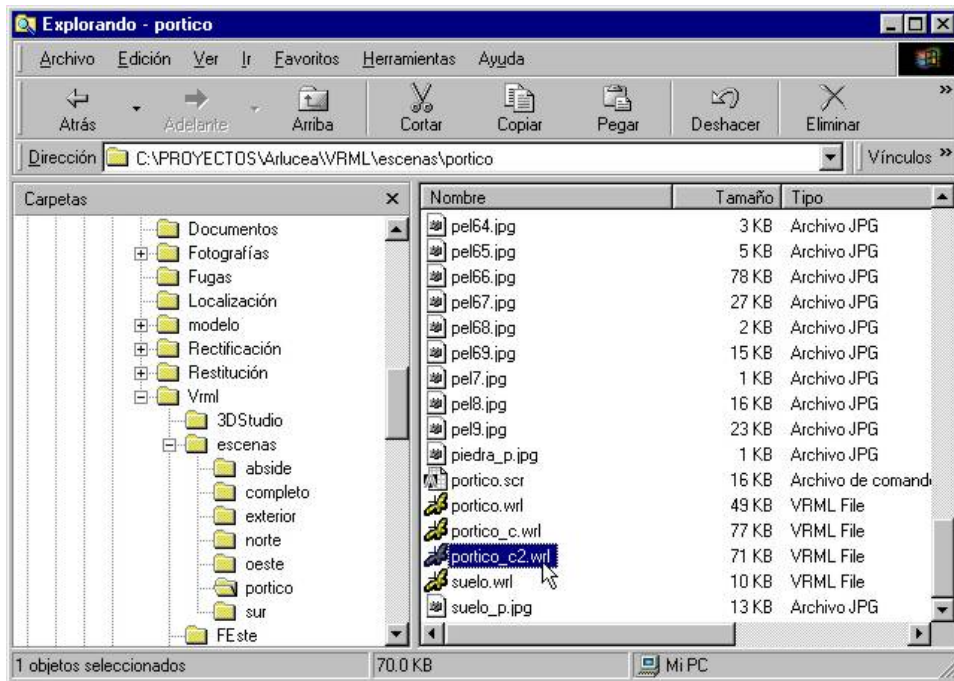 Explorando - portico
Archivo Edición Ver Ir Favoritos Herramientas Ayuda
Atrás Adelante Arriba Cortar Copiar Pegar Deshacer Eliminar »
Dirección C:\PROYECTOS\Arlucea\VRML\escenas\portico Vínculos »
Carpetas
Documentos
Fotografías
Fugas
Localización
modelo
Rectificación
Restitución
Vrml
3DStudio
escenas
abside
completo
exterior
norte
oeste
portico
sur
FEste
Nombre Tamaño Tipo
pel64.jpg 3 KB Archivo JPG
pel65.jpg 5 KB Archivo JPG
pel66.jpg 78 KB Archivo JPG
pel67.jpg 27 KB Archivo JPG
pel68.jpg 2 KB Archivo JPG
pel69.jpg 15 KB Archivo JPG
pel7.jpg 1 KB Archivo JPG
pel8.jpg 16 KB Archivo JPG
pel9.jpg 23 KB Archivo JPG
piedra_p.jpg 1 KB Archivo JPG
portico.scr 16 KB Archivo de comand
portico.wrl 49 KB VRML File
portico_c.wrl 77 KB VRML File
portico_c2.wrl 71 KB VRML File
suelo.wrl 10 KB VRML File
suelo_p.jpg 13 KB Archivo JPG
1 objetos seleccionados 70.0 KB Mi PC